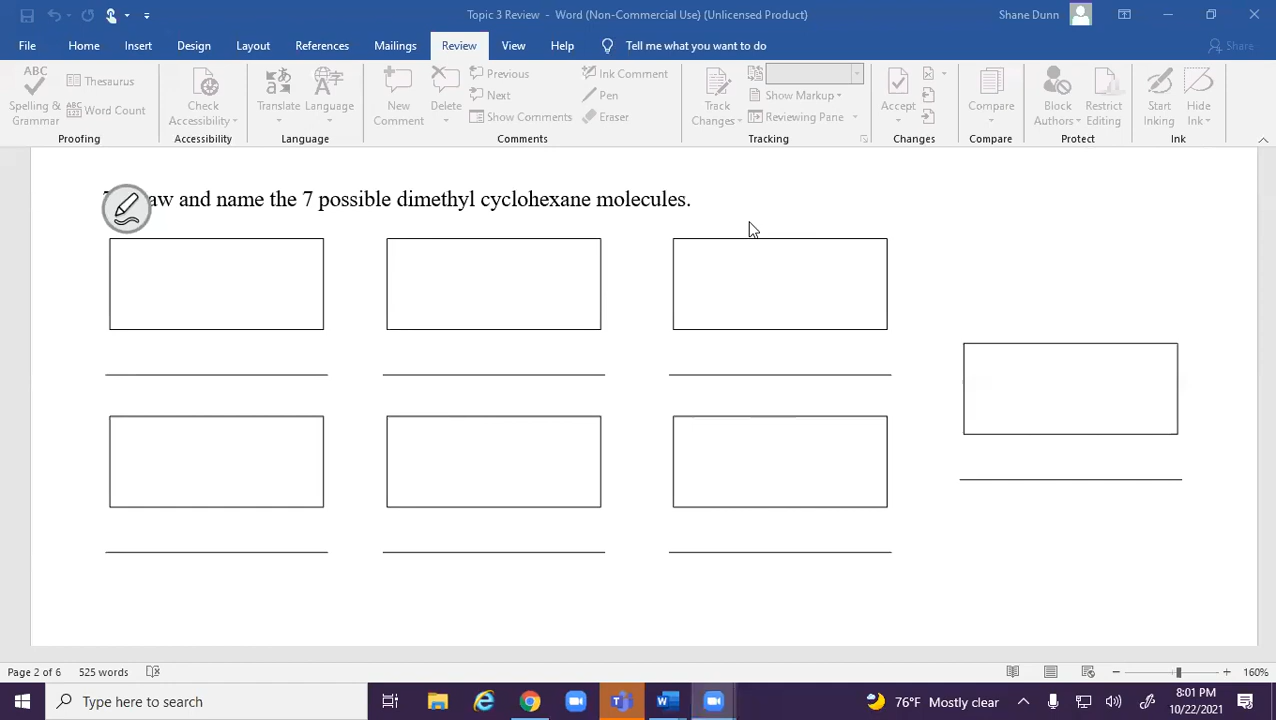 Topic 3 Review - Word (Non-Commercial Use) (Unlicensed Product)
Shane Dunn
File Home Insert Design Layout References Mailings Review View Help Tell me what you want to do
Share
ABC
Spelling & Grammar
Thesaurus
ABC 123
Word Count
Check Accessibility
Translate
Language
New Comment
Delete
Previous
Next
Show Comments
Ink Comment
Pen
Eraser
Track Changes
Show Markup
Reviewing Pane
Accept
Compare
Block Authors
Restrict Editing
Start Inking
Hide Ink
Proofing Accessibility Language Comments Tracking Changes Compare Protect Ink
aw and name the 7 possible dimethyl cyclohexane molecules.
Page 2 of 6 525 words
160%
Type here to search
76°F Mostly clear
8:01 PM
10/22/2021